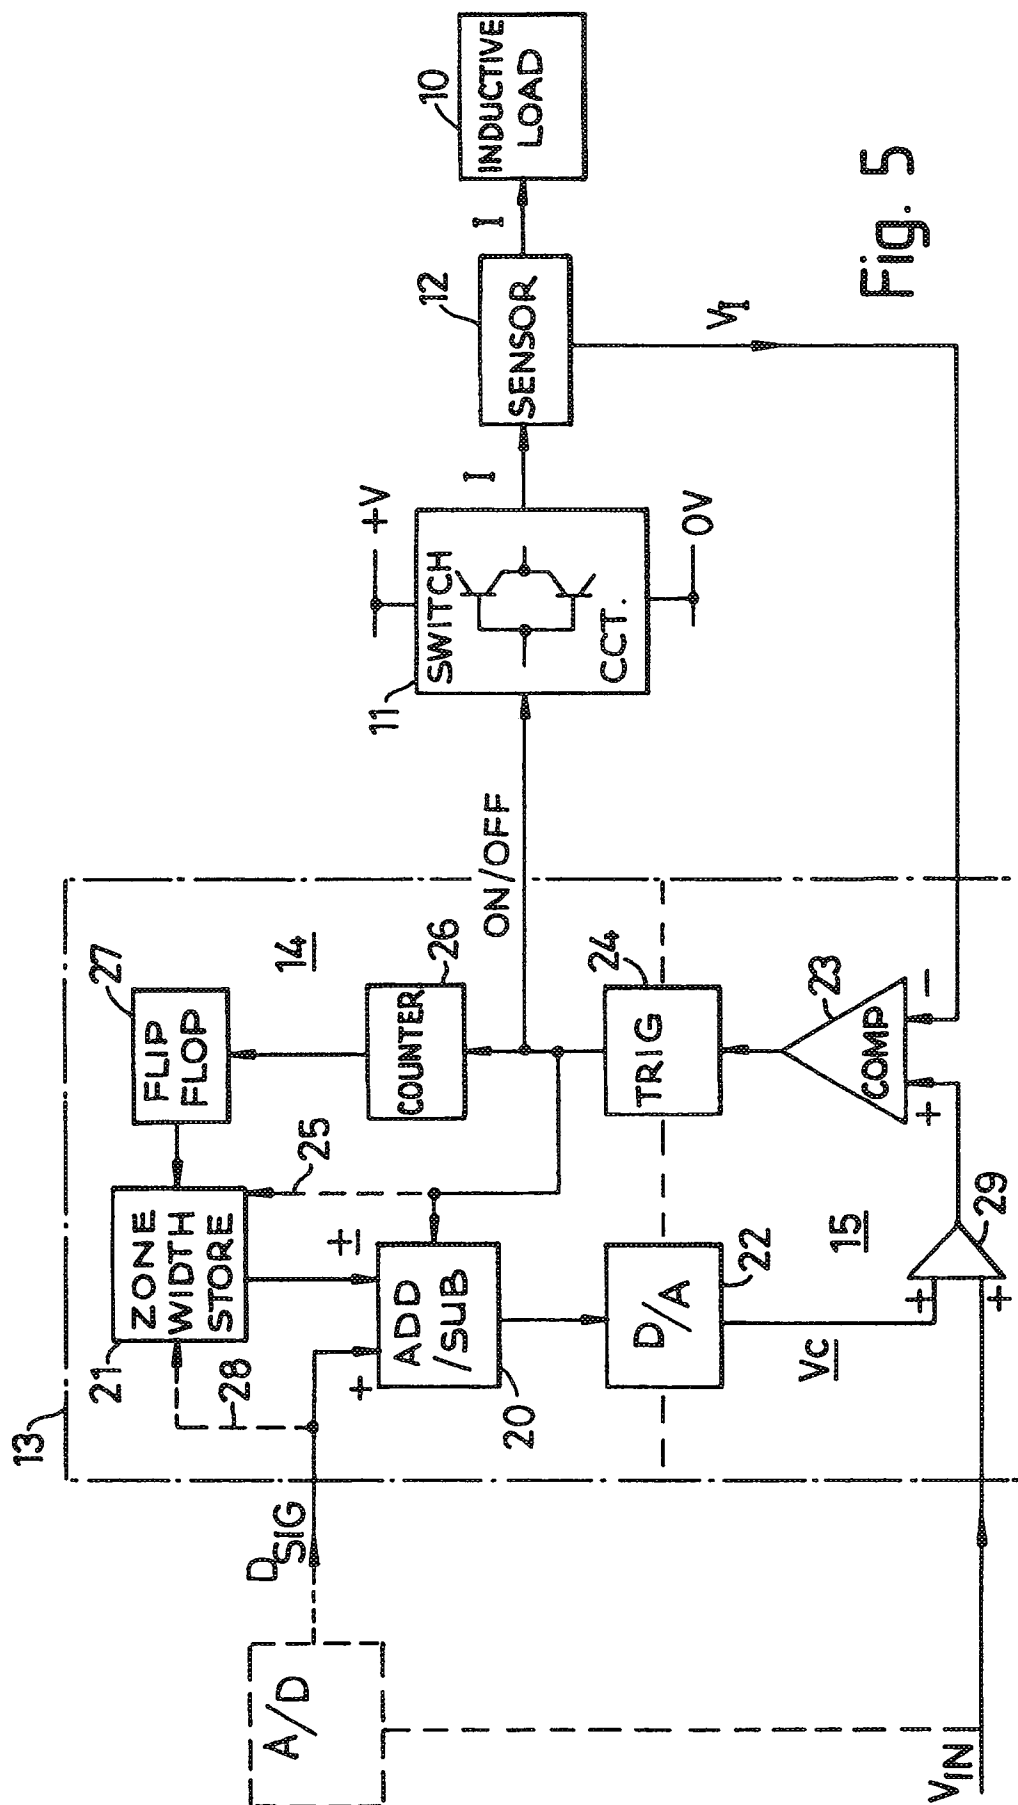 13
21
ZONE
WIDTH
STORE
27
FLIP
FLOP
28
25
14
COUNTER
26
A/D
DSIG
+
±
ADD
/SUB
20
ON/OFF
11
SWITCH
CCT.
+V
0V
I
12
SENSOR
I
10
INDUCTIVE
LOAD
D/A
22
TRIG
24
15
Vc
COMP
23
+
−
VI
+
+
29
VIN
Fig. 5